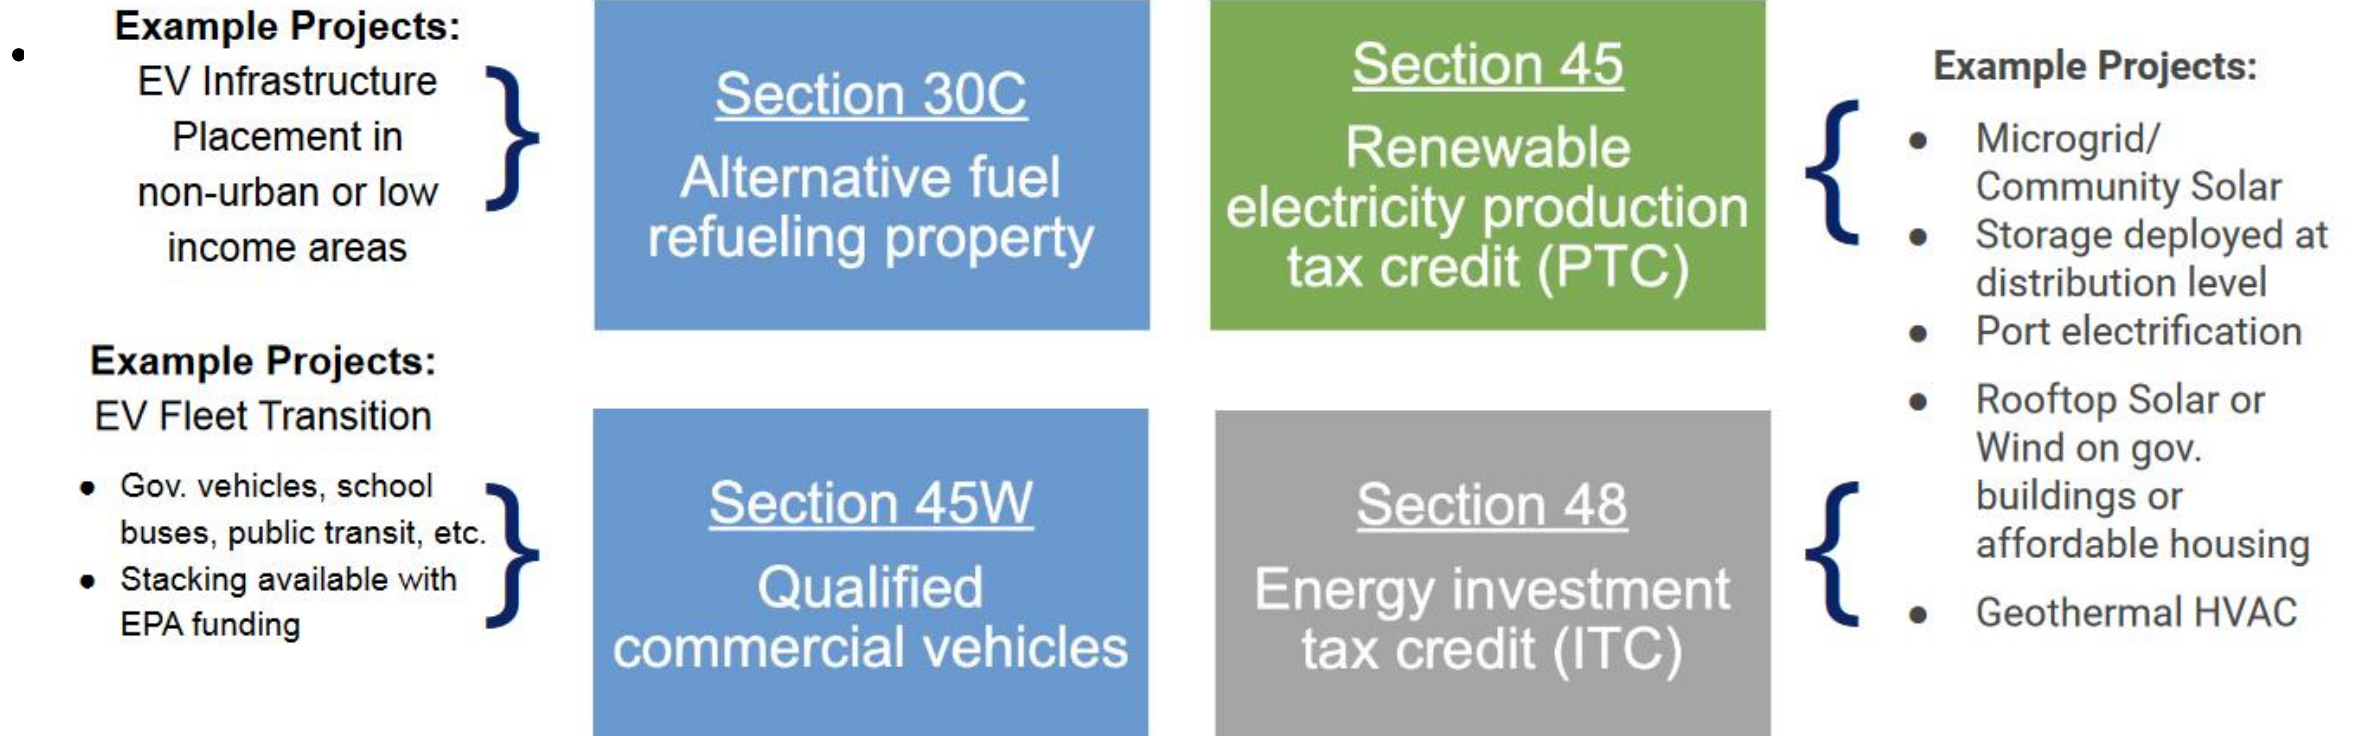 Example Projects:
EV Infrastructure
Placement in
non-urban or low
income areas
Section 30C
Alternative fuel
refueling property
Section 45
Renewable
electricity production
tax credit (PTC)
Example Projects:
● Microgrid/
Community Solar
● Storage deployed at
distribution level
● Port electrification
● Rooftop Solar or
Wind on gov.
buildings or
affordable housing
● Geothermal HVAC
Example Projects:
EV Fleet Transition
● Gov. vehicles, school
buses, public transit, etc.
● Stacking available with
EPA funding
Section 45W
Qualified
commercial vehicles
Section 48
Energy investment
tax credit (ITC)